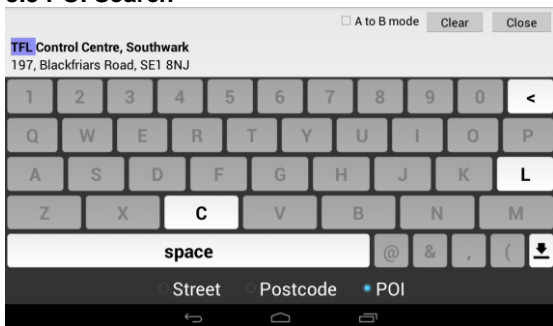 5.3 POI Search
A to B mode Clear Close
TFL Control Centre, Southwark
197, Blackfriars Road, SE1 8NJ
1 2 3 4 5 6 7 8 9 0 <
Q W E R T Y U I O P
A S D F G H J K L
Z X C V B N M
space @ & , (
Street Postcode POI